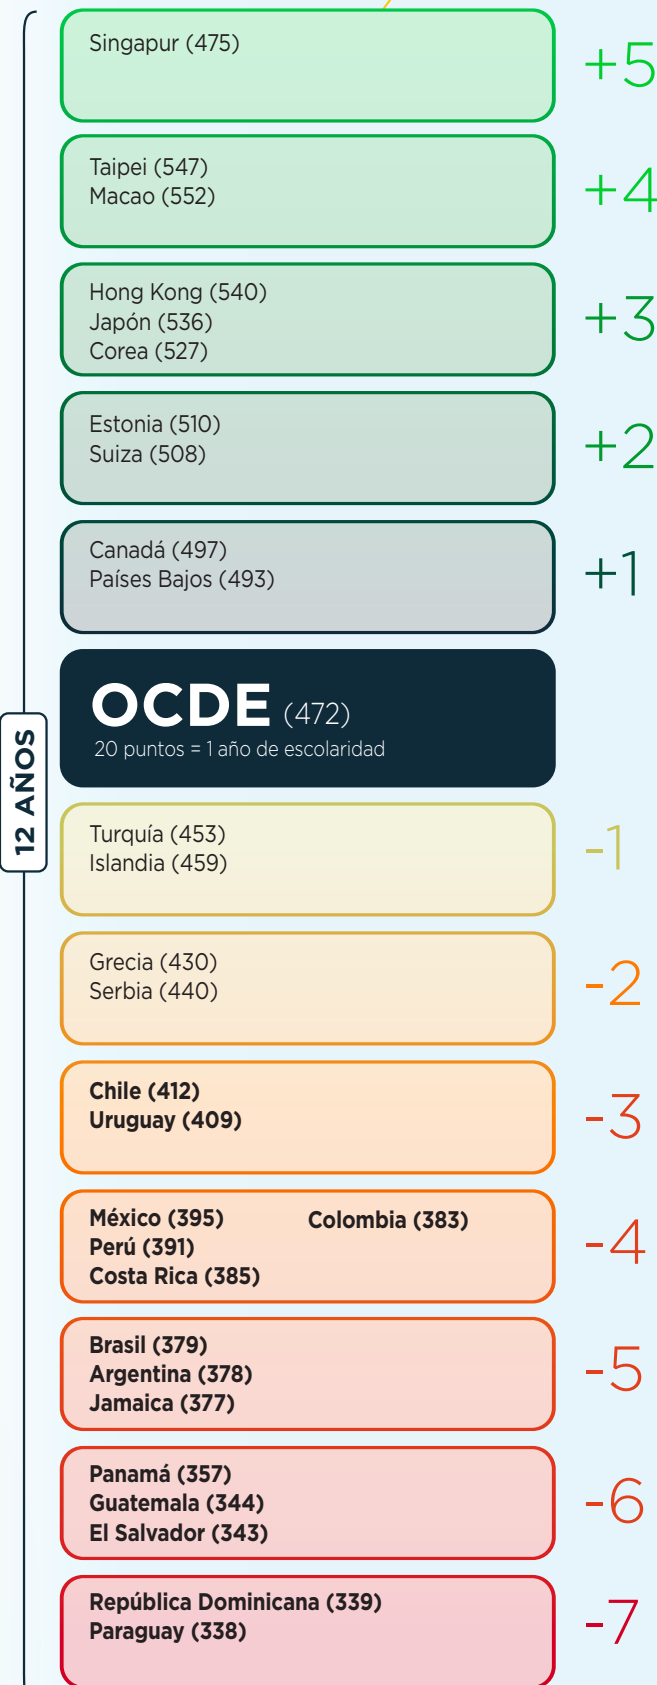 Singapur (475)
+5
Taipei (547)
Macao (552)
+4
Hong Kong (540)
Japón (536)
Corea (527)
+3
Estonia (510)
Suiza (508)
+2
Canadá (497)
Países Bajos (493)
+1
OCDE (472)
20 puntos = 1 año de escolaridad
12 AÑOS
Turquía (453)
Islandia (459)
-1
Grecia (430)
Serbia (440)
-2
Chile (412)
Uruguay (409)
-3
México (395) Colombia (383)
Perú (391)
Costa Rica (385)
-4
Brasil (379)
Argentina (378)
Jamaica (377)
-5
Panamá (357)
Guatemala (344)
El Salvador (343)
-6
República Dominicana (339)
Paraguay (338)
-7